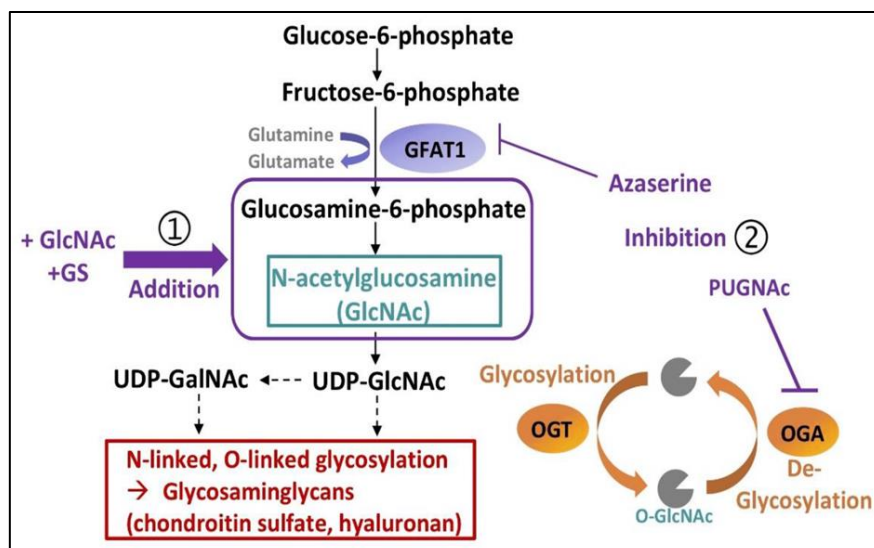 Glucose-6-phosphate
Fructose-6-phosphate
Glutamine
Glutamate
GFAT1
Azaserine
Glucosamine-6-phosphate
+ GlcNAc
+GS
①
Addition
Inhibition ②
N-acetylglucosamine
(GlcNAc)
PUGNAc
UDP-GalNAc
UDP-GlcNAc
Glycosylation
OGT
OGA
De-
Glycosylation
O-GlcNAc
N-linked, O-linked glycosylation
→ Glycosaminglycans
(chondroitin sulfate, hyaluronan)